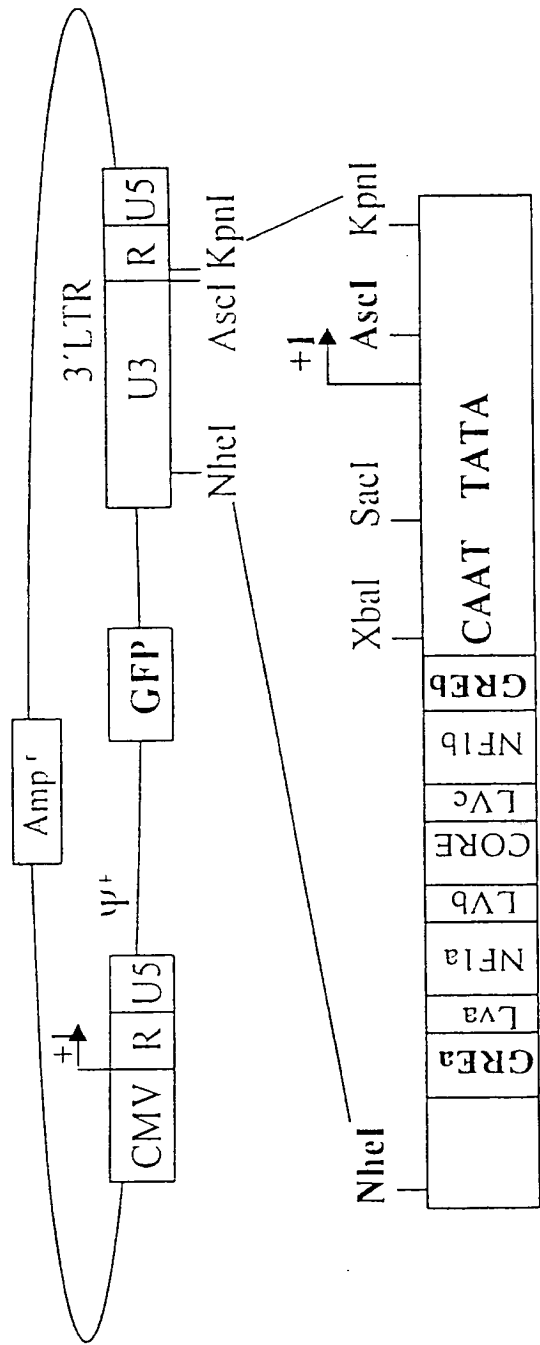 Ampʳ
+1
Ψ⁺
3´LTR
CMV R U5
GFP
U3 R U5
NheI
AscI KpnI
+1
NheI
XbaI
SacI
AscI
KpnI
GREa
Lva
NF1a
LVb
CORE
LVc
NF1b
GREb
CAAT TATA